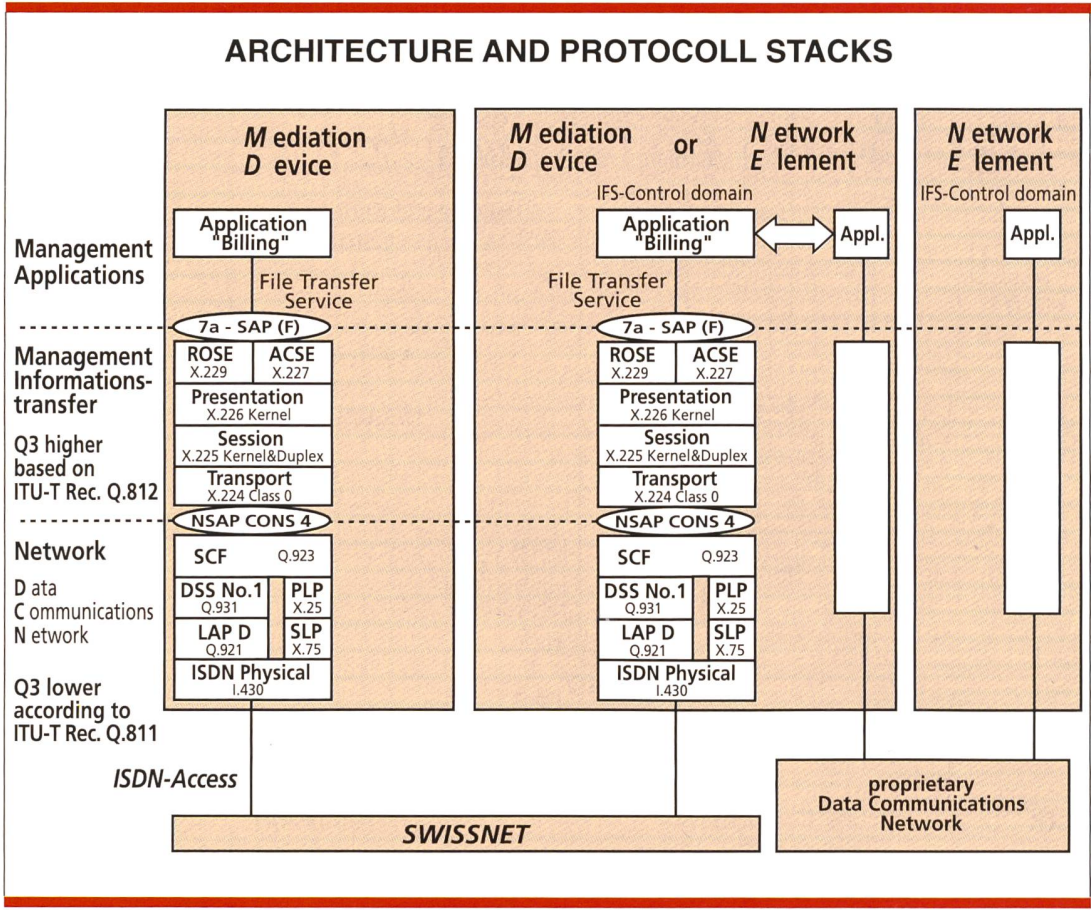 ARCHITECTURE AND PROTOCOLL STACKS
Mediation
Device
Mediation
Device
or
Network
Element
IFS-Control domain
Network
Element
IFS-Control domain
Management
Applications
Application
"Billing"
File Transfer
Service
Application
"Billing"
File Transfer
Service
Appl.
Appl.
7a - SAP (F)
7a - SAP (F)
Management
Informations-
transfer
Q3 higher
based on
ITU-T Rec. Q.812
ROSE
X.229
ACSE
X.227
Presentation
X.226 Kernel
Session
X.225 Kernel&Duplex
Transport
X.224 Class 0
ROSE
X.229
ACSE
X.227
Presentation
X.226 Kernel
Session
X.225 Kernel&Duplex
Transport
X.224 Class 0
NSAP CONS 4
NSAP CONS 4
Network
Data
Communications
Network
Q3 lower
according to
ITU-T Rec. Q.811
SCF Q.923
DSS No.1
Q.931
PLP
X.25
LAP D
Q.921
SLP
X.75
ISDN Physical
I.430
SCF Q.923
DSS No.1
Q.931
PLP
X.25
LAP D
Q.921
SLP
X.75
ISDN Physical
I.430
ISDN-Access
SWISSNET
proprietary
Data Communications
Network